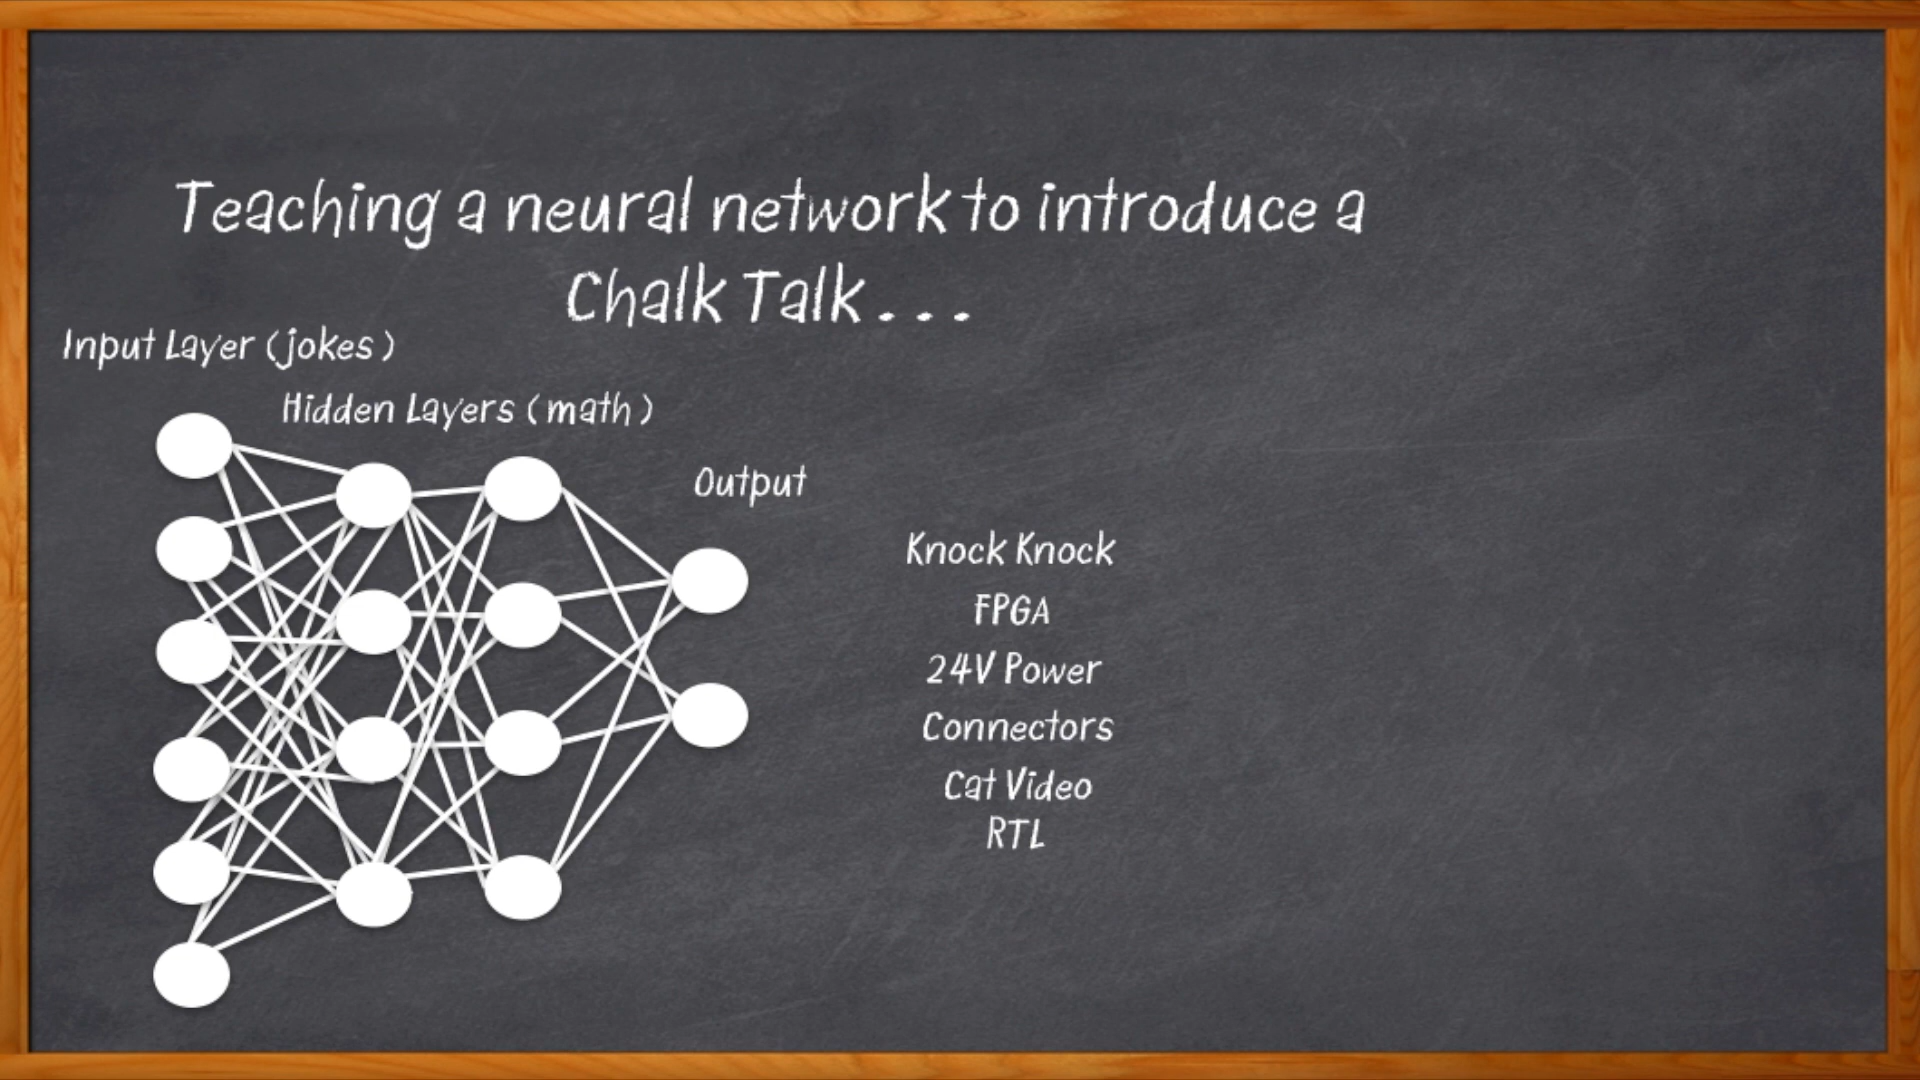 Teaching a neural network to introduce a
Chalk Talk . . .
Input Layer (jokes)
Hidden Layers (math)
Output
Knock Knock
FPGA
24V Power
Connectors
Cat Video
RTL